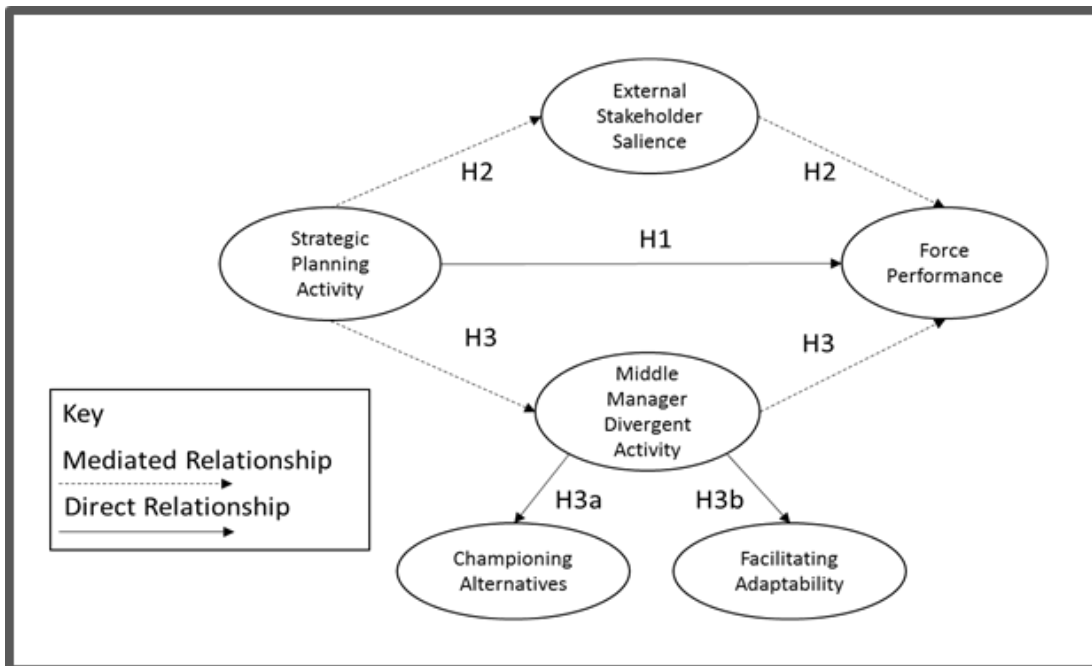 External
Stakeholder
Salience
H2
H2
Strategic
Planning
Activity
H1
Force
Performance
H3
H3
Middle
Manager
Divergent
Activity
Key
Mediated Relationship
Direct Relationship
H3a
H3b
Championing
Alternatives
Facilitating
Adaptability